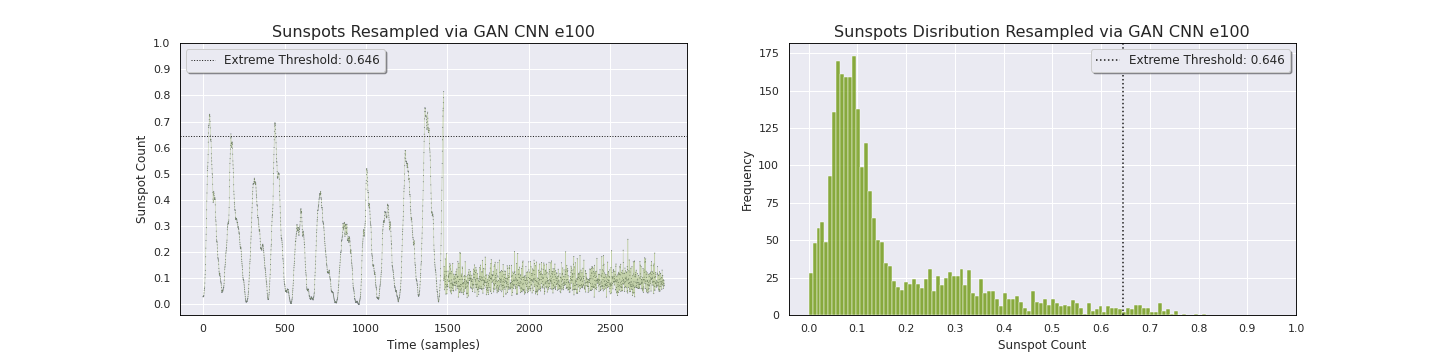 Sunspots Resampled via GAN CNN e100
Extreme Threshold: 0.646
Sunspot Count
1.0
0.9
0.8
0.7
0.6
0.5
0.4
0.3
0.2
0.1
0.0
0 500 1000 1500 2000 2500
Time (samples)
Sunspots Disribution Resampled via GAN CNN e100
Extreme Threshold: 0.646
Frequency
175
150
125
100
75
50
25
0
0.0 0.1 0.2 0.3 0.4 0.5 0.6 0.7 0.8 0.9 1.0
Sunspot Count